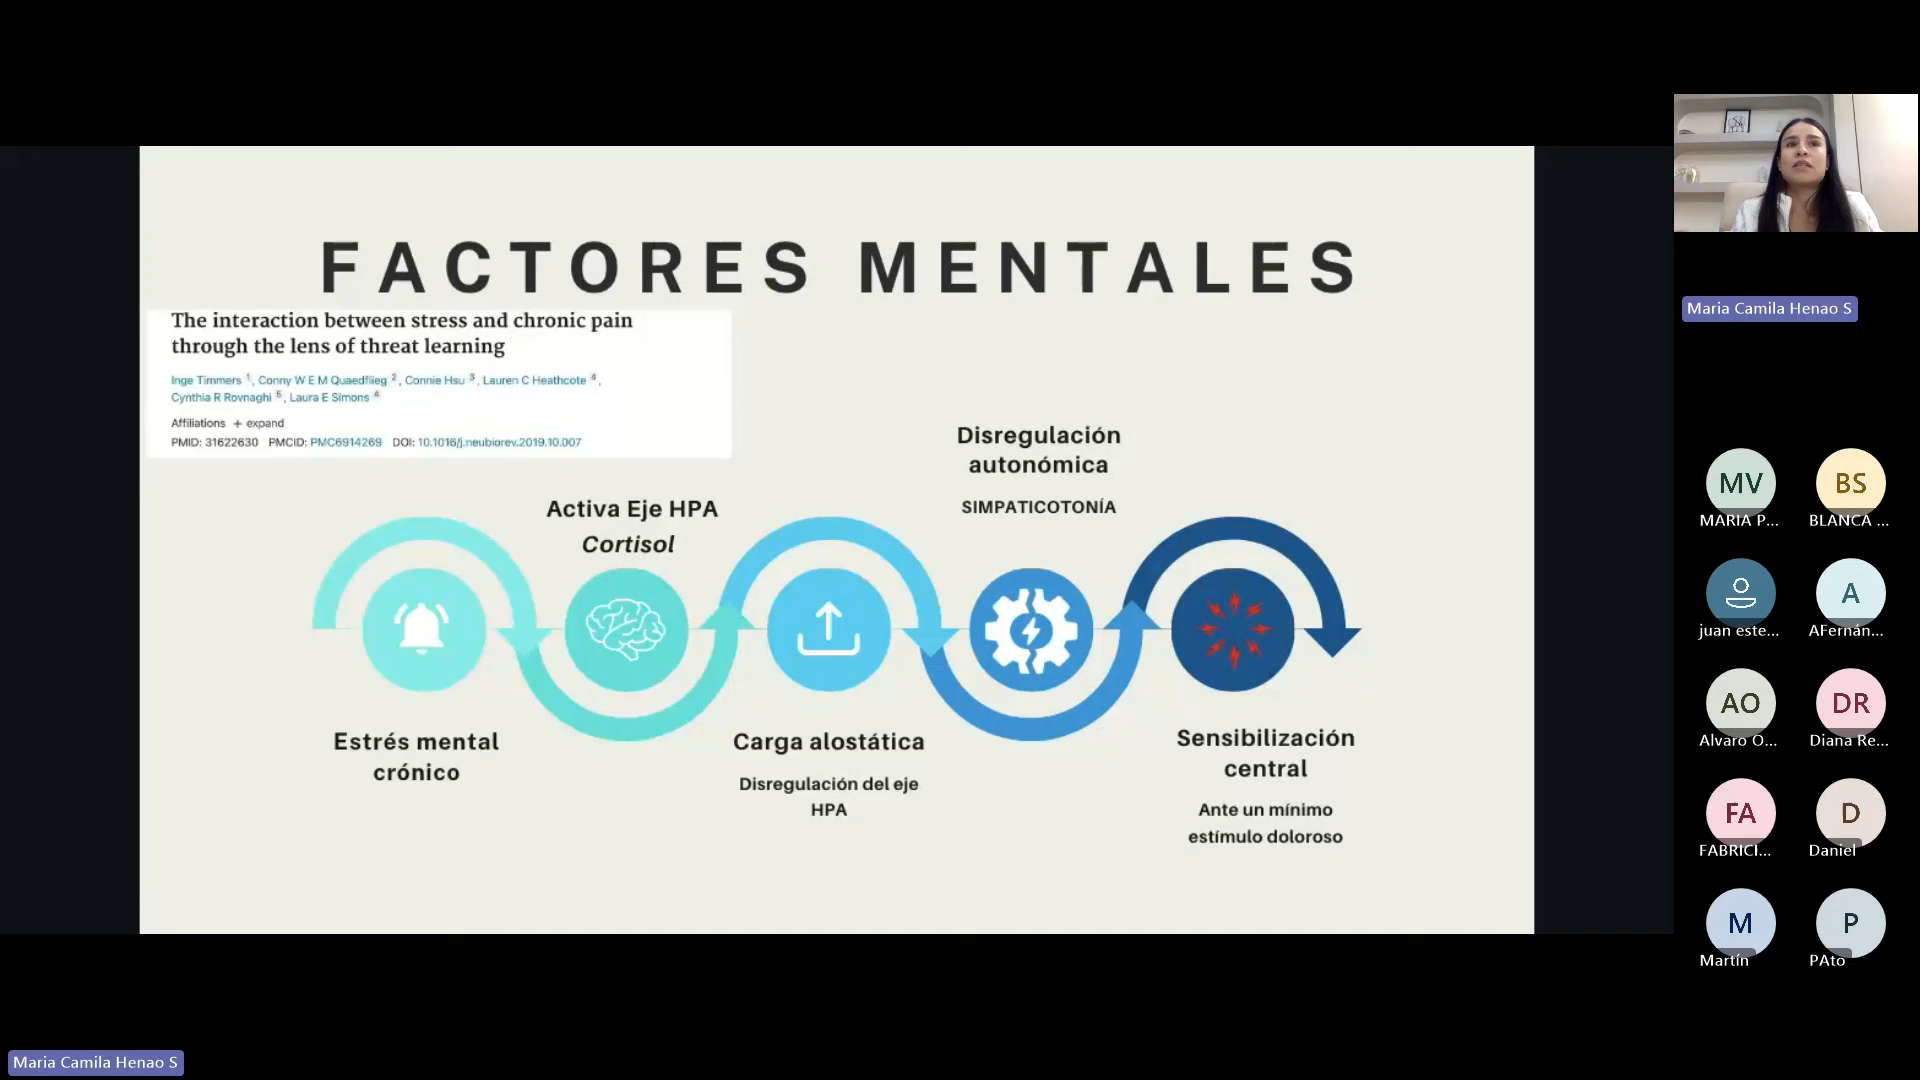 FACTORES MENTALES
The interaction between stress and chronic pain
through the lens of threat learning
Inge Timmers 1, Conny W E M Quaedflieg 2, Connie Hsu 3, Lauren C Heathcote 4,
Cynthia R Rovnaghi 5, Laura E Simons 4
Affiliations + expand
PMID: 31622630 PMCID: PMC6914269 DOI: 10.1016/j.neubiorev.2019.10.007
Estrés mental
crónico
Activa Eje HPA
Cortisol
Carga alostática
Disregulación del eje
HPA
Disregulación
autonómica
SIMPATICOTONÍA
Sensibilización
central
Ante un mínimo
estímulo doloroso
Maria Camila Henao S
MV
MARIA P...
BS
BLANCA ...
juan este...
A
AFernán...
AO
Alvaro O...
DR
Diana Re...
FA
FABRICI...
D
Daniel
M
Martín
P
PAto
Maria Camila Henao S